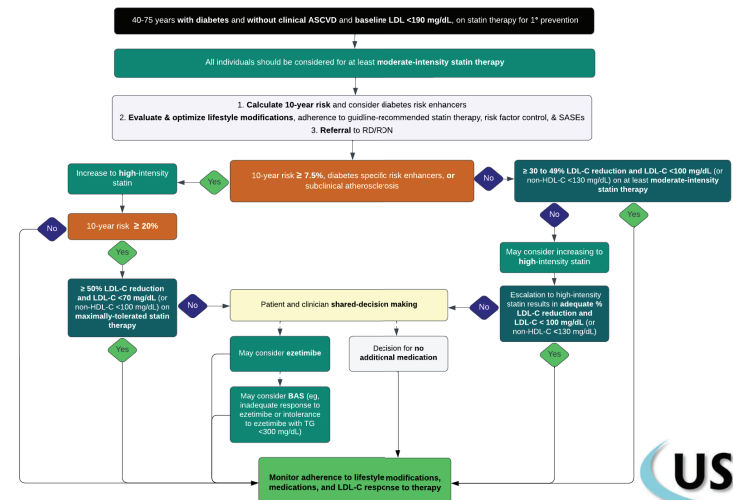 40-75 years with diabetes and without clinical ASCVD and baseline LDL <190 mg/dL, on statin therapy for 1° prevention
All individuals should be considered for at least moderate-intensity statin therapy
1. Calculate 10-year risk and consider diabetes risk enhancers
2. Evaluate & optimize lifestyle modifications, adherence to guidline-recommended statin therapy, risk factor control, & SASEs
3. Referral to RD/RDN
Increase to high-intensity
statin
Yes
10-year risk ≥ 7.5%, diabetes specific risk enhancers, or
subclinical atherosclerosis
No
≥ 30 to 49% LDL-C reduction and LDL-C <100 mg/dL (or
non-HDL-C <130 mg/dL) on at least moderate-intensity
statin therapy
No
10-year risk ≥ 20%
Yes
No
Yes
May consider increasing to
high-intensity statin
≥ 50% LDL-C reduction
and LDL-C <70 mg/dL (or
non-HDL-C <100 mg/dL) on
maximally-tolerated statin
therapy
No
Patient and clinician shared-decision making
No
Escalation to high-intensity
statin results in adequate %
LDL-C reduction and
LDL-C < 100 mg/dL (or
non-HDL-C <130 mg/dL)
Yes
May consider ezetimibe
Decision for no
additional medication
Yes
May consider BAS (eg,
inadequate response to
ezetimibe or intolerance
to ezetimibe with TG
<300 mg/dL)
Monitor adherence to lifestyle modifications,
medications, and LDL-C response to therapy
US